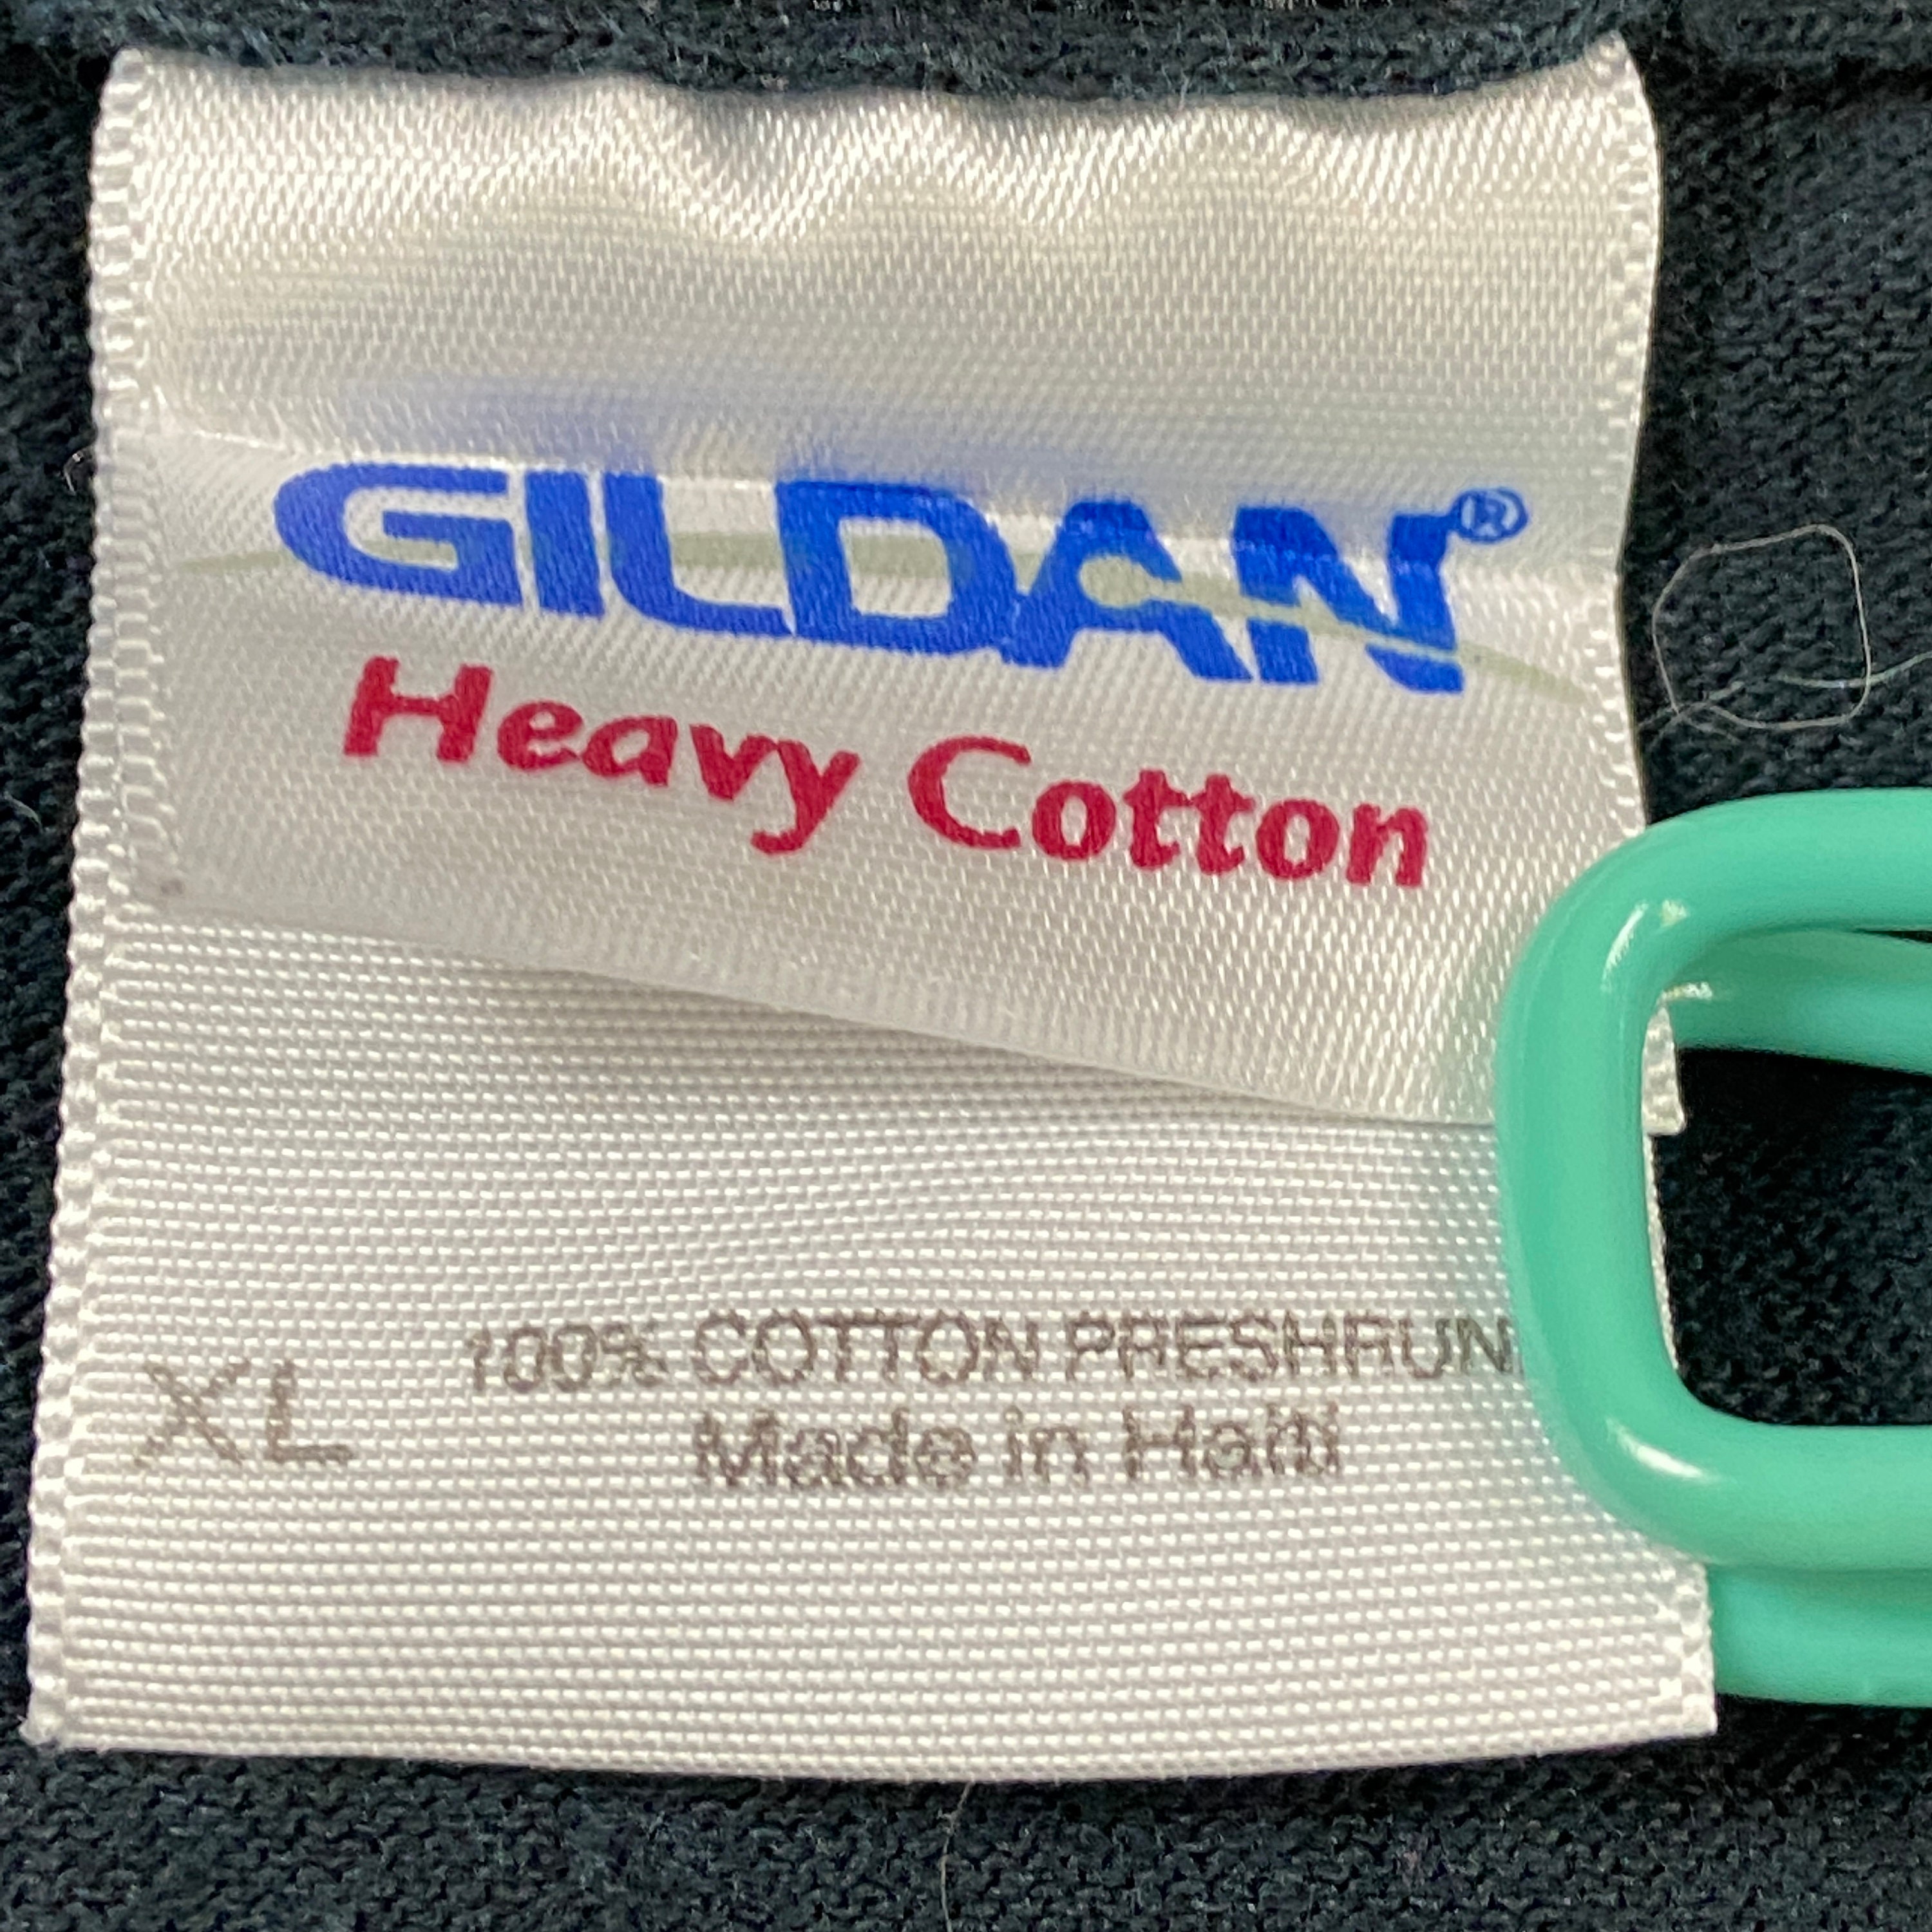 GILDAN®
Heavy Cotton
100% COTTON PRESHRUN
XL
Made in Haiti